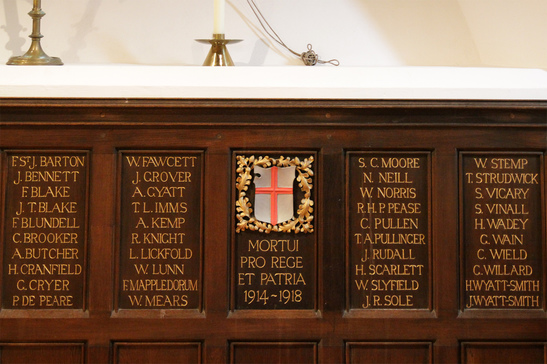 F.ST.J. BARTON
J. BENNETT
F. BLAKE
J.T. BLAKE
F. BLUNDELL
C. BROOKER
A. BUTCHER
H. CRANFIELD
G. CRYER
P. DE PEARE
W. FAWCETT
J. GROVER
A. GYATT
T.L. IMMS
A. KEMP
R. KNIGHT
L. LICKFOLD
W. LUNN
F. MAPPLEDORUM
W. MEARS
MORTUI
PRO REGE
ET PATRIA
1914~1918
S.C. MOORE
N. NEILL
W. NORRIS
R.H.P. PEASE
C. PULLEN
T.A. PULLINGER
J. RUDALL
H. SCARLETT
W. SLYFIELD
J.R. SOLE
W. STEMP
T. STRUDWICK
S. VICARY
S. VINALL
H. WADEY
G. WAIN
C. WIELD
G. WILLARD
H. WYATT-SMITH
J. WYATT-SMITH